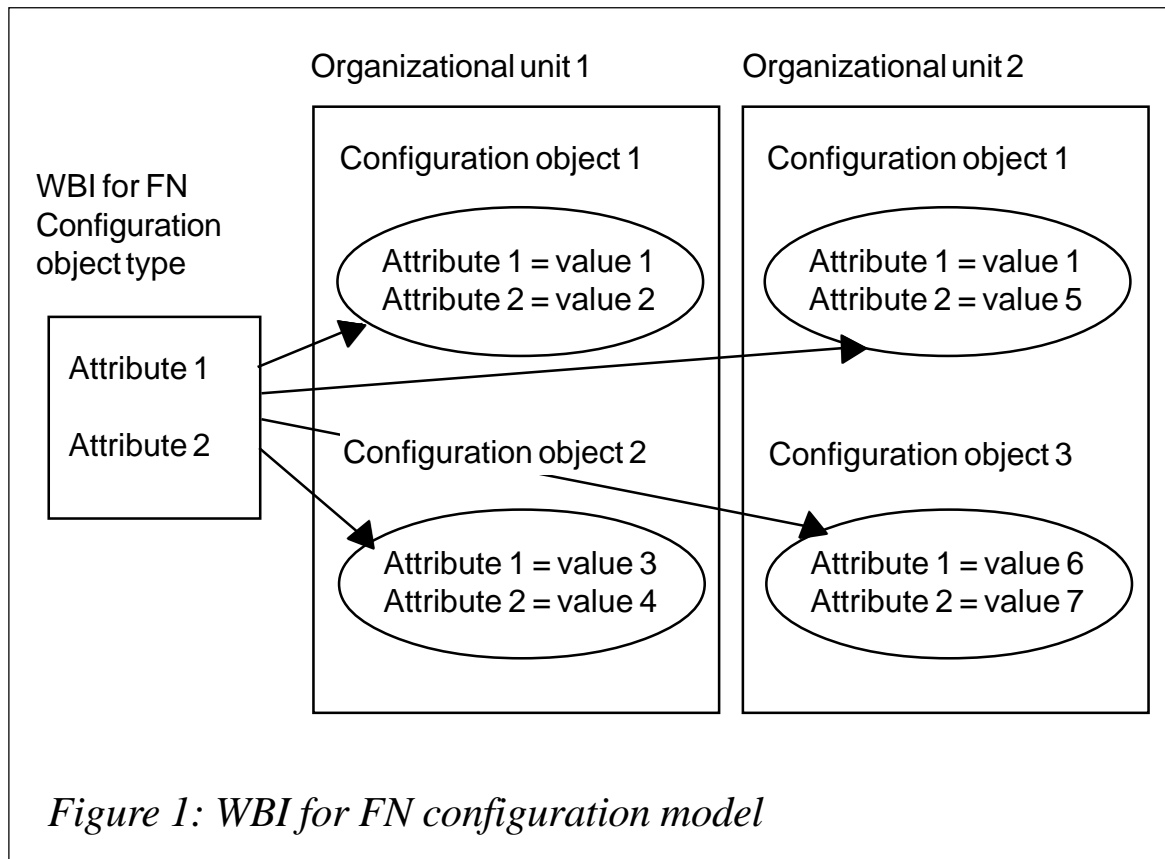 Organizational unit 1
Organizational unit 2
WBI for FN
Configuration
object type
Attribute 1
Attribute 2
Configuration object 1
Attribute 1 = value 1
Attribute 2 = value 2
Configuration object 2
Attribute 1 = value 3
Attribute 2 = value 4
Configuration object 1
Attribute 1 = value 1
Attribute 2 = value 5
Configuration object 3
Attribute 1 = value 6
Attribute 2 = value 7
Figure 1: WBI for FN configuration model